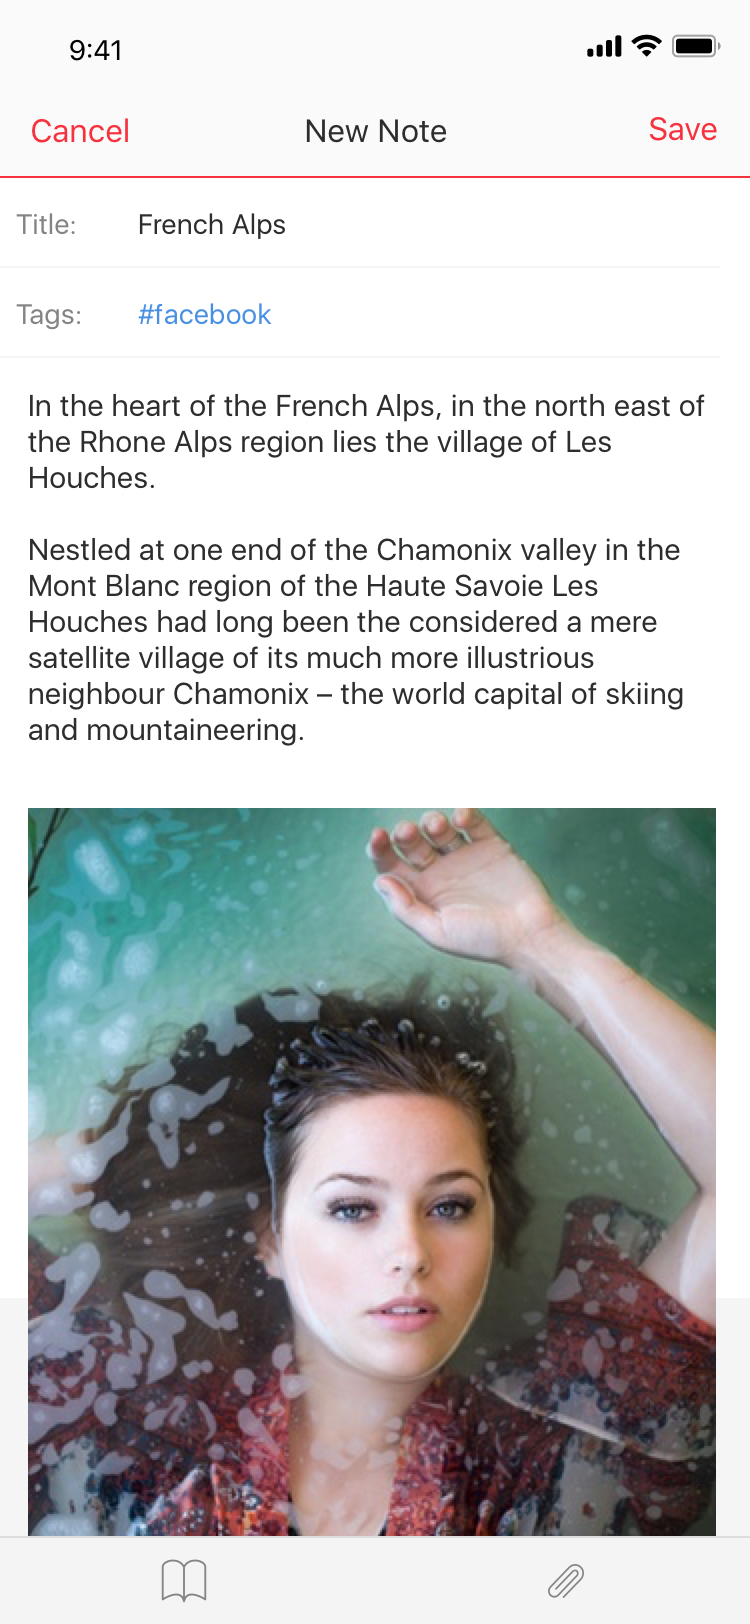 9:41
Cancel New Note Save
Title: French Alps
Tags: #facebook
In the heart of the French Alps, in the north east of
the Rhone Alps region lies the village of Les
Houches.
Nestled at one end of the Chamonix valley in the
Mont Blanc region of the Haute Savoie Les
Houches had long been the considered a mere
satellite village of its much more illustrious
neighbour Chamonix – the world capital of skiing
and mountaineering.